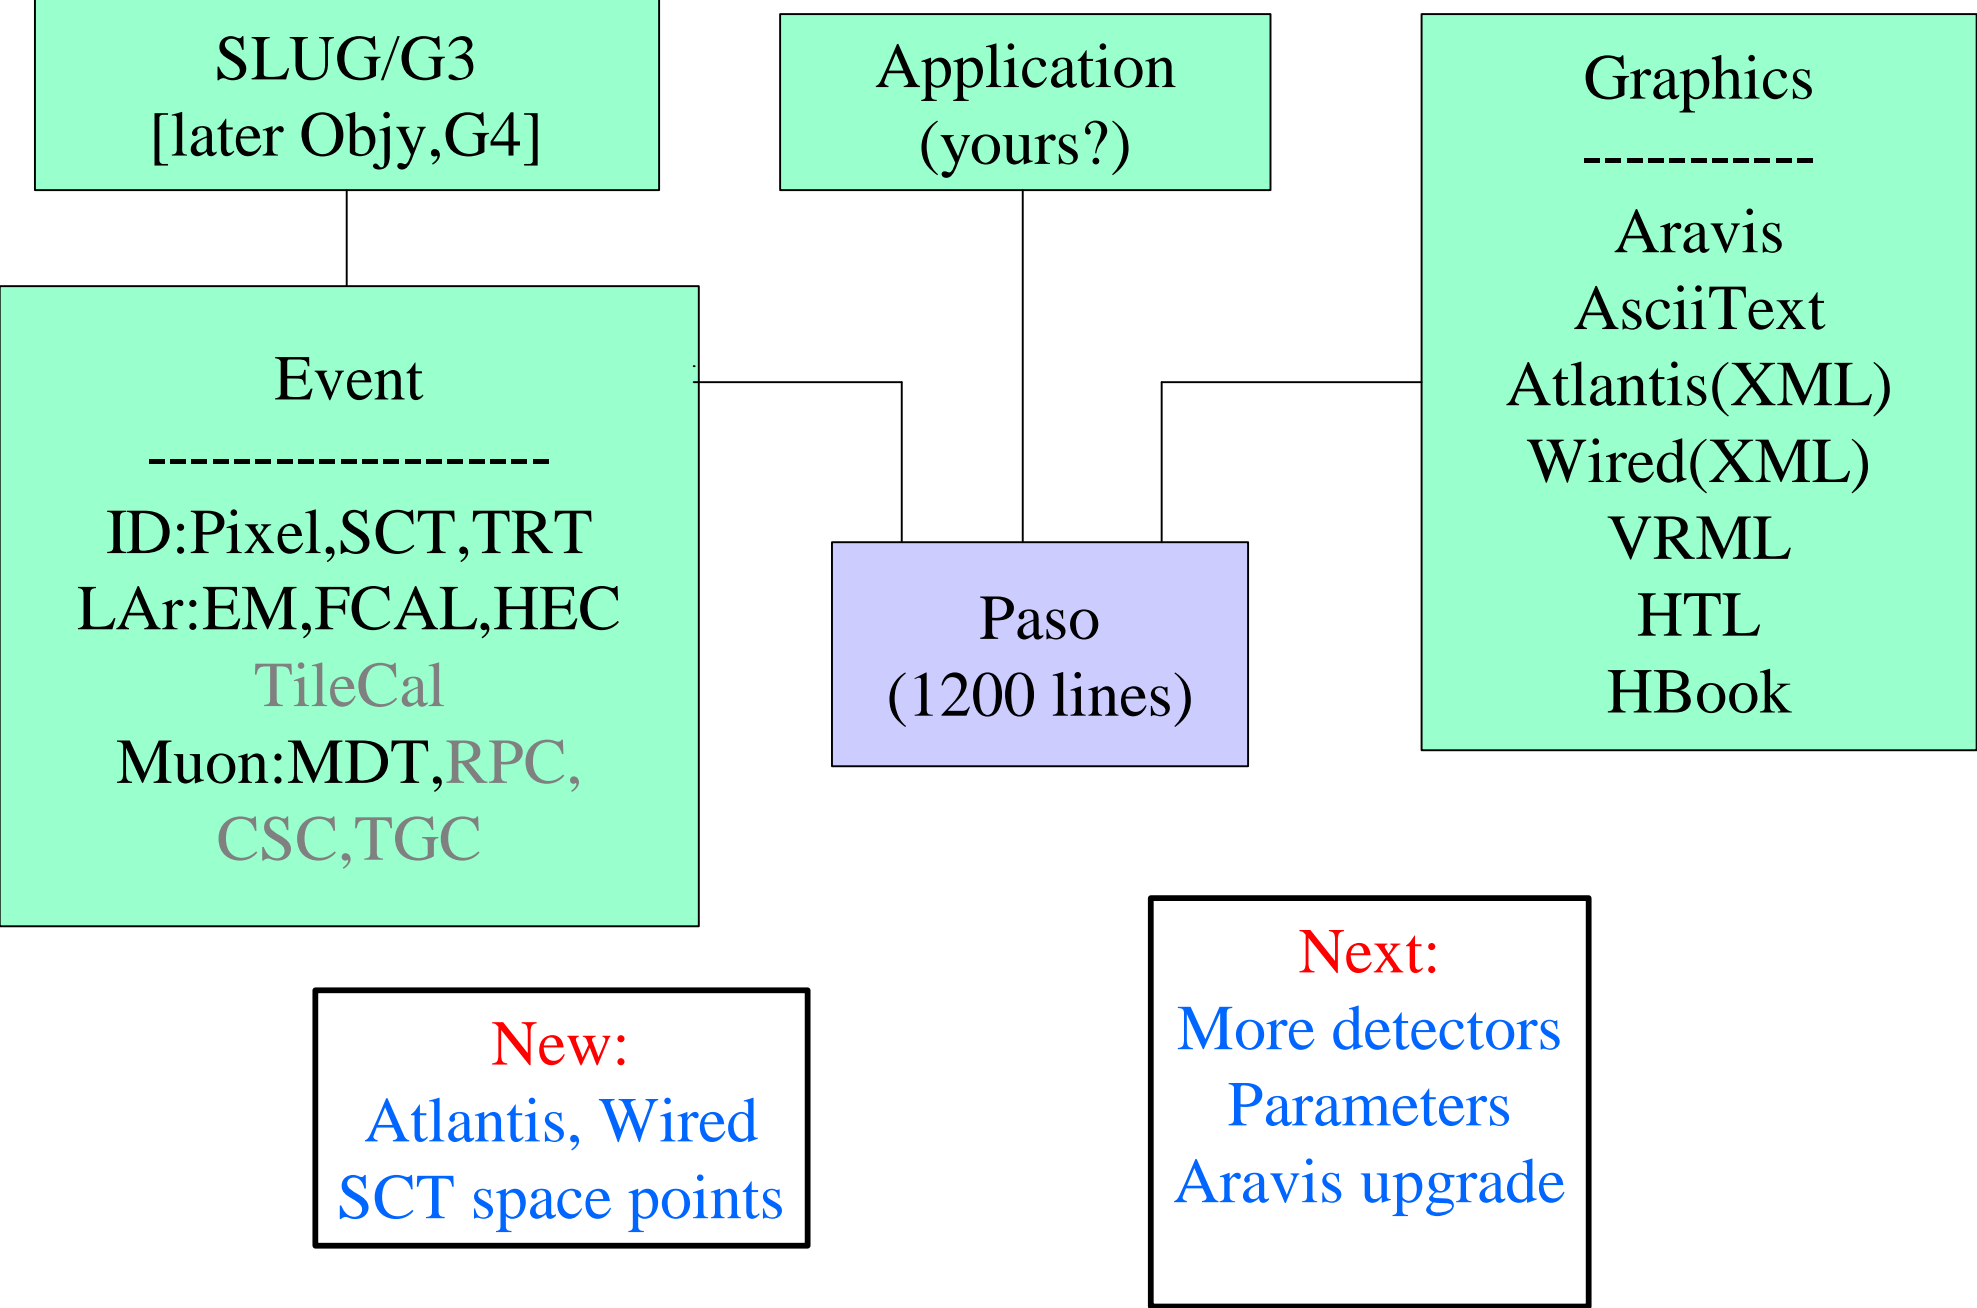 SLUG/G3
[later Objy,G4]
Application
(yours?)
Graphics
-----------
Aravis
AsciiText
Atlantis(XML)
Wired(XML)
VRML
HTL
HBook
Event
-------------------
ID:Pixel,SCT,TRT
LAr:EM,FCAL,HEC
TileCal
Muon:MDT,RPC,
CSC,TGC
Paso
(1200 lines)
New:
Atlantis, Wired
SCT space points
Next:
More detectors
Parameters
Aravis upgrade